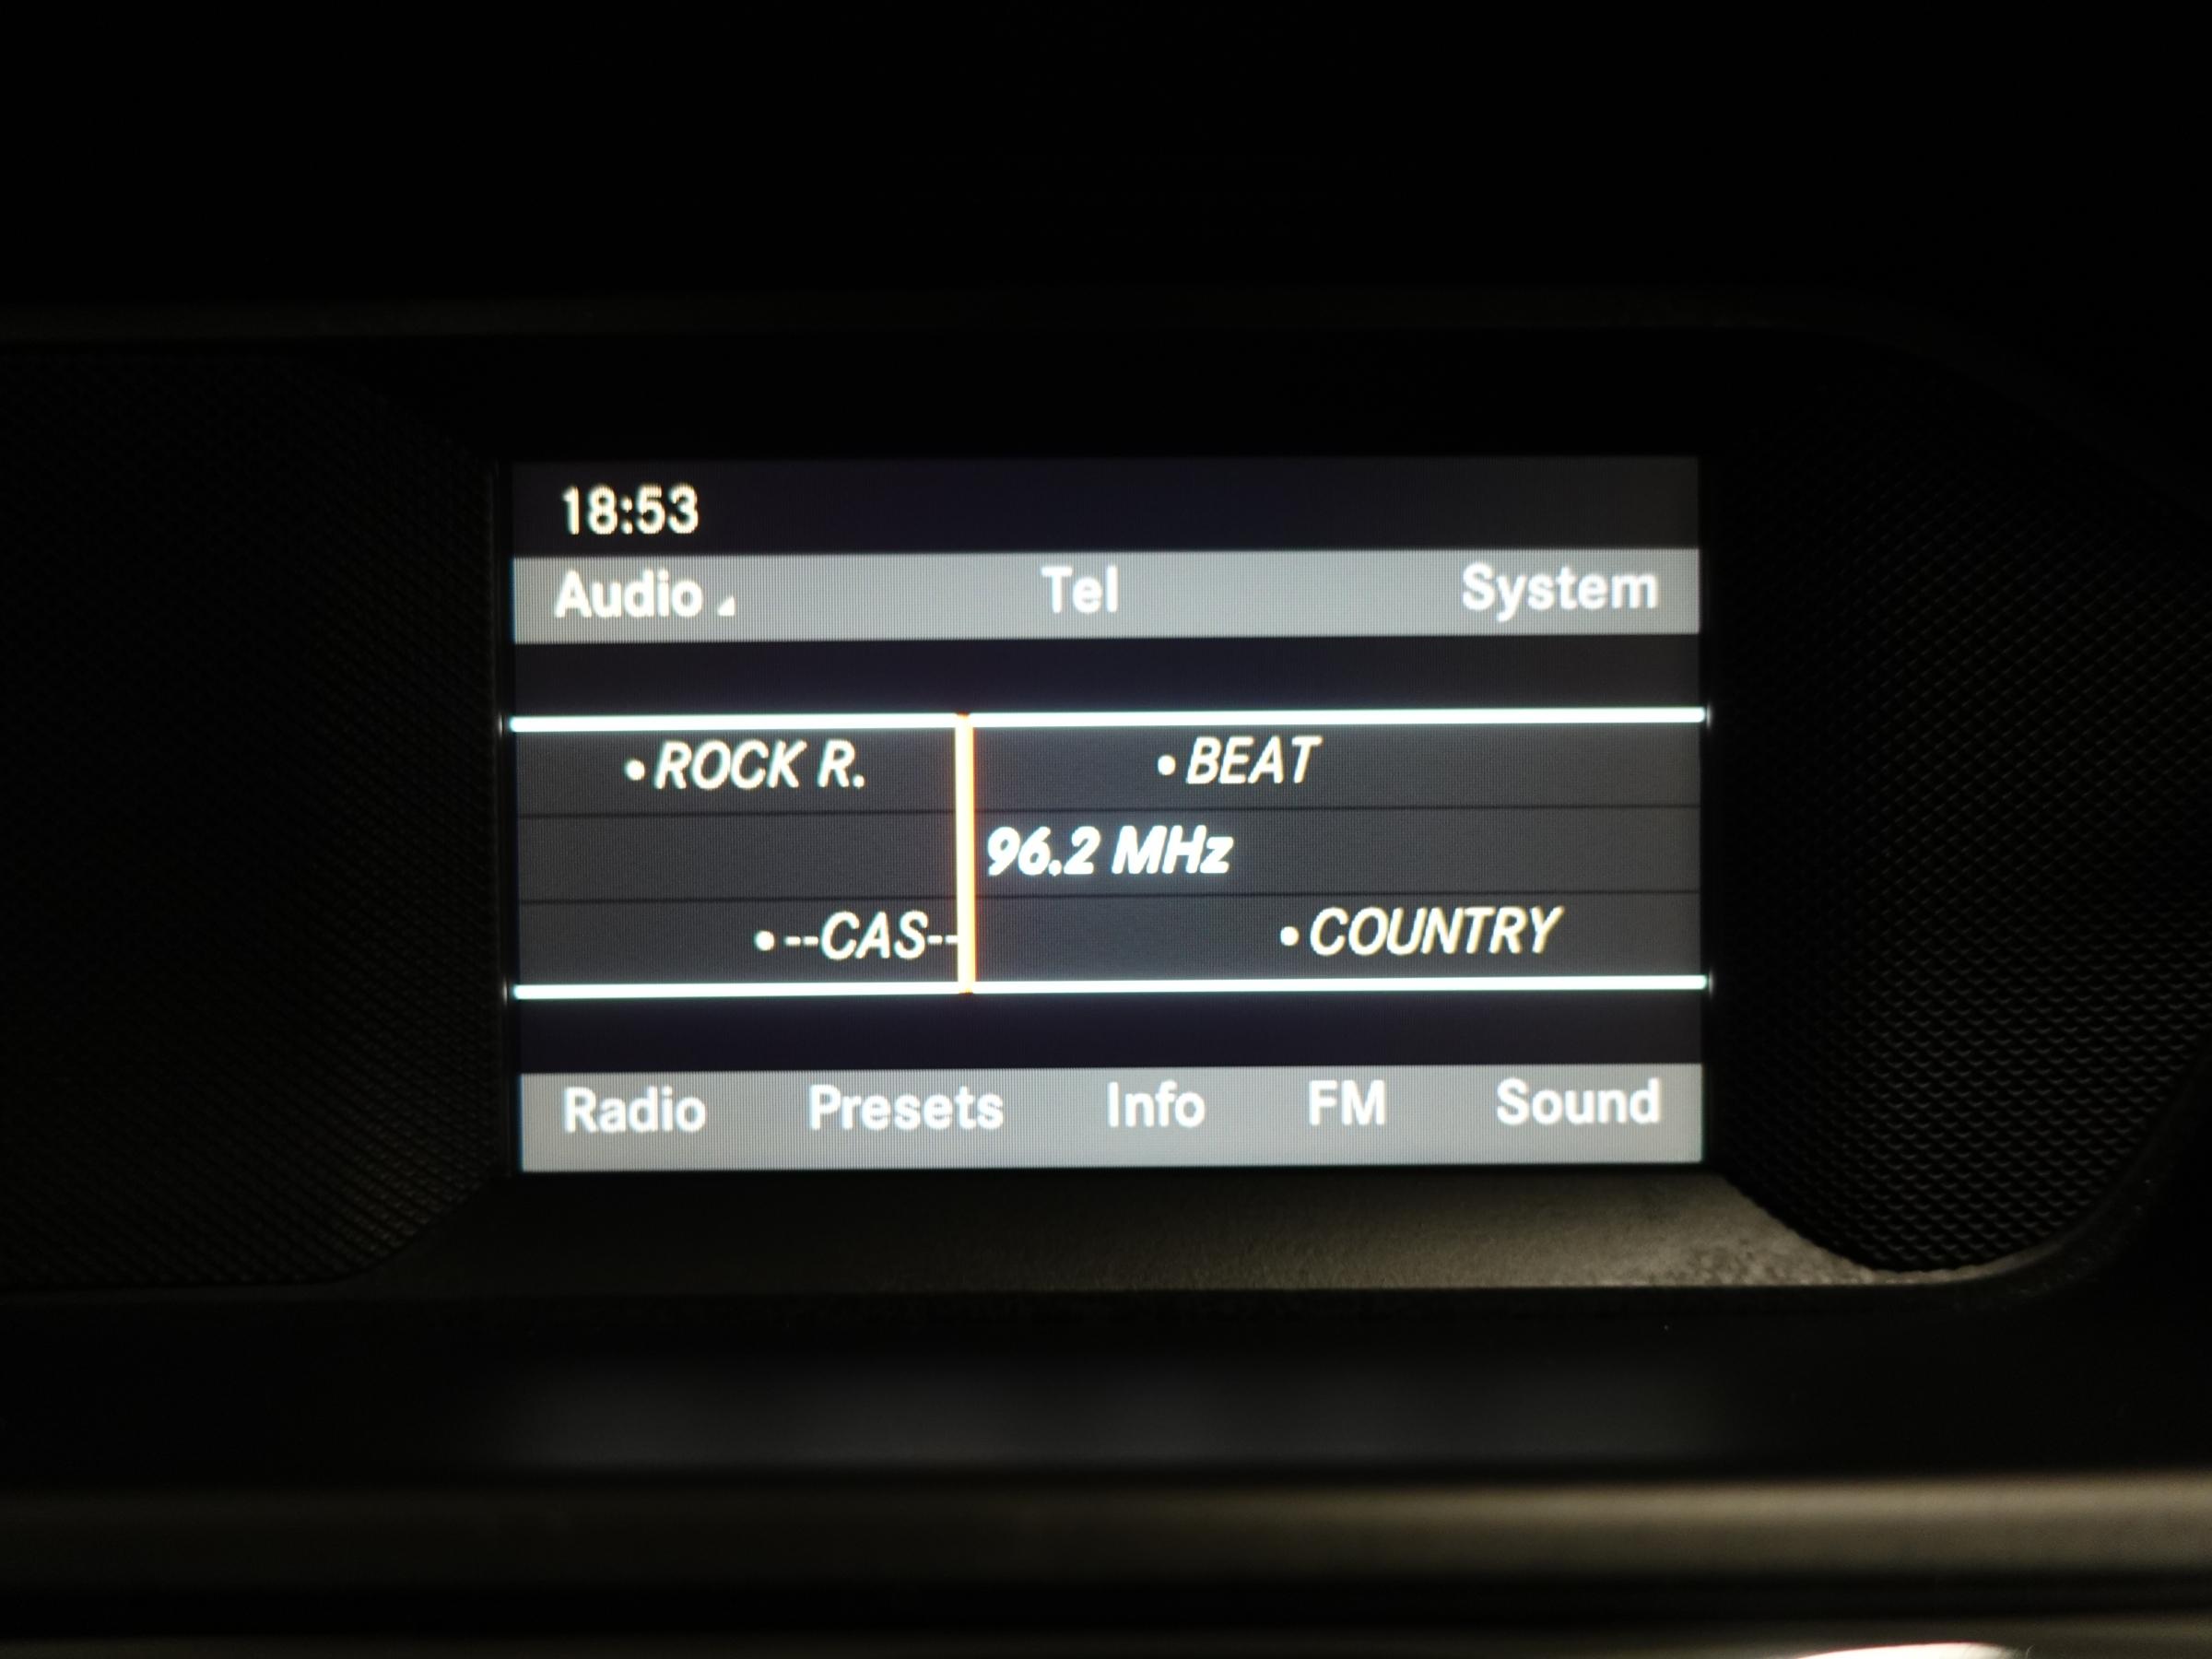 18:53
Audio Tel System
•ROCK R. •BEAT
96.2 MHz
•--CAS-- •COUNTRY
Radio Presets Info FM Sound